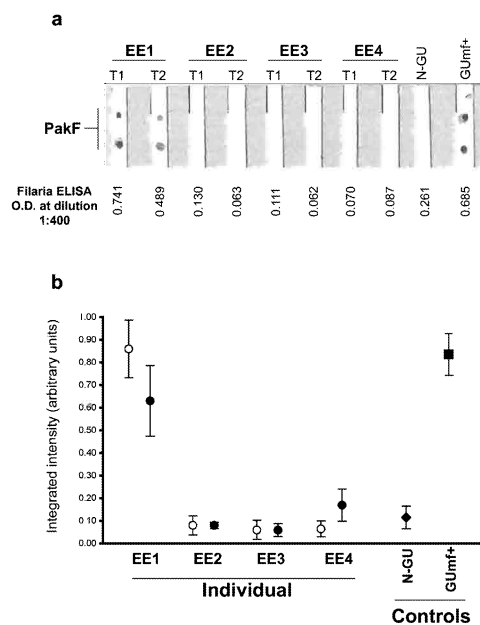 a
EE1 EE2 EE3 EE4 N-GU GUmf+
T1 T2 T1 T2 T1 T2 T1 T2
PakF
Filaria ELISA
O.D. at dilution
1:400
0.741 0.489 0.130 0.063 0.111 0.062 0.070 0.087 0.261 0.685
b
Integrated intensity (arbitrary units)
1.00
0.90
0.80
0.70
0.60
0.50
0.40
0.30
0.20
0.10
0.00
EE1 EE2 EE3 EE4 N-GU GUmf+
Individual
Controls